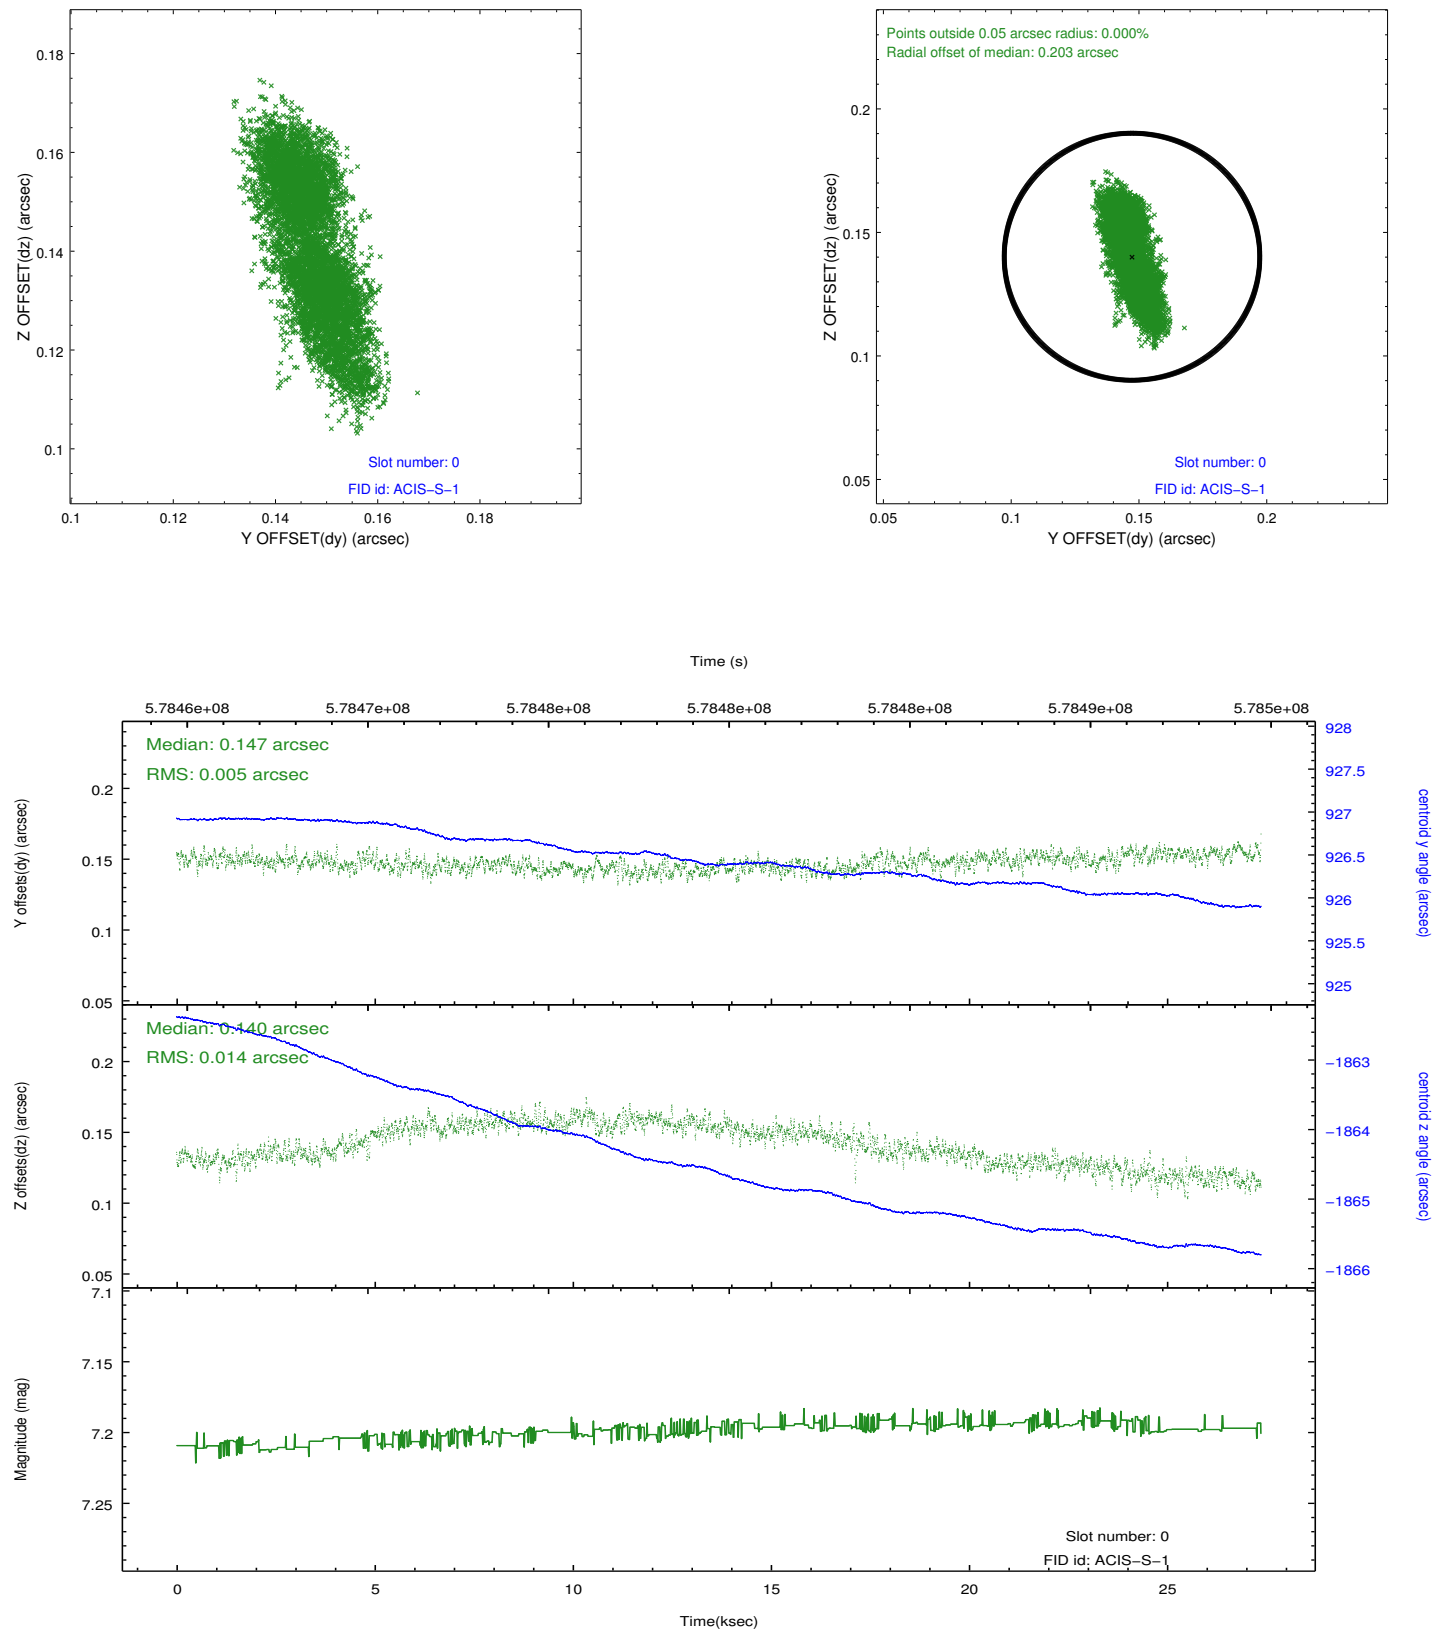 0.18
0.16
0.14
0.12
0.1
Z OFFSET(dz) (arcsec)
Slot number: 0
FID id: ACIS−S−1
0.1 0.12 0.14 0.16 0.18
Y OFFSET(dy) (arcsec)
Points outside 0.05 arcsec radius: 0.000%
Radial offset of median: 0.203 arcsec
0.2
0.15
0.1
0.05
Z OFFSET(dz) (arcsec)
Slot number: 0
FID id: ACIS−S−1
0.05 0.1 0.15 0.2
Y OFFSET(dy) (arcsec)
Time (s)
5.7846e+08 5.7847e+08 5.7848e+08 5.7848e+08 5.7848e+08 5.7849e+08 5.785e+08
Median: 0.147 arcsec
RMS: 0.005 arcsec
0.2
0.15
0.1
0.05
Y offsets(dy) (arcsec)
928
927.5
927
926.5
926
925.5
925
centroid y angle (arcsec)
Median: 0.140 arcsec
RMS: 0.014 arcsec
0.2
0.15
0.1
0.05
Z offsets(dz) (arcsec)
−1863
−1864
−1865
−1866
centroid z angle (arcsec)
7.1
7.15
7.2
7.25
Magnitude (mag)
Slot number: 0
FID id: ACIS−S−1
0 5 10 15 20 25
Time(ksec)